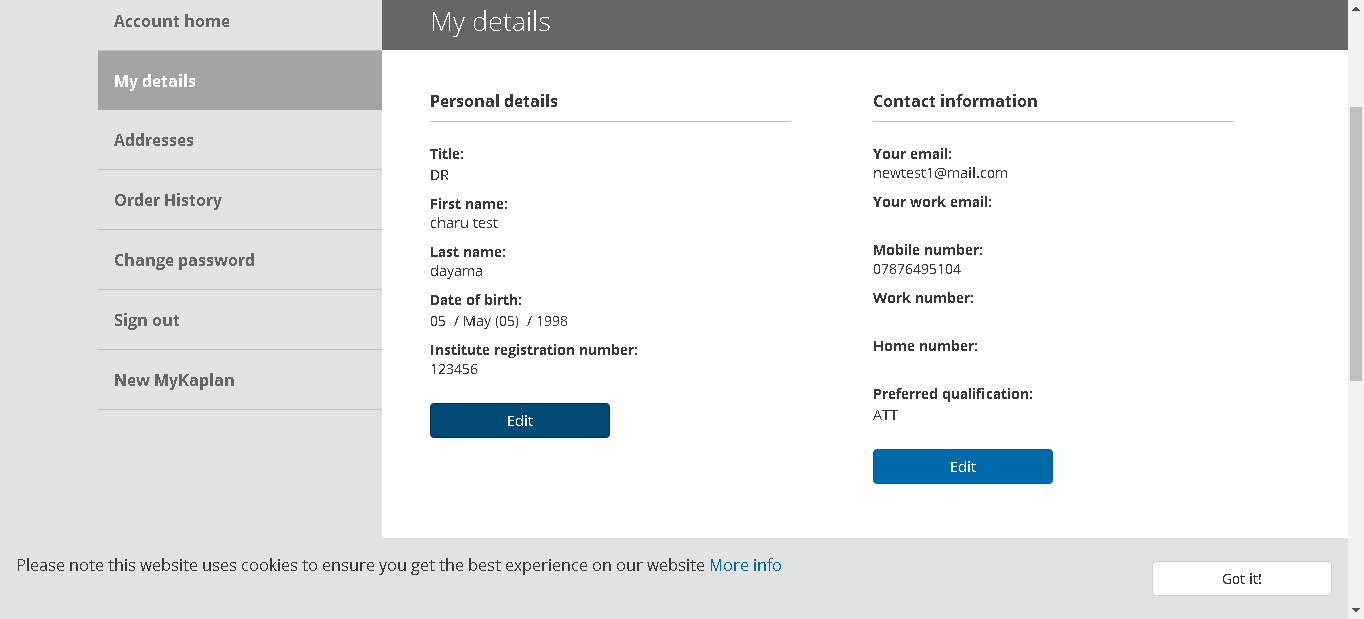 Account home
My details
Addresses
Order History
Change password
Sign out
New MyKaplan
My details
Personal details
Title:
DR
First name:
charu test
Last name:
dayama
Date of birth:
05 / May (05) / 1998
Institute registration number:
123456
Edit
Contact information
Your email:
newtest1@mail.com
Your work email:
Mobile number:
07876495104
Work number:
Home number:
Preferred qualification:
ATT
Edit
Please note this website uses cookies to ensure you get the best experience on our website More info
Got it!